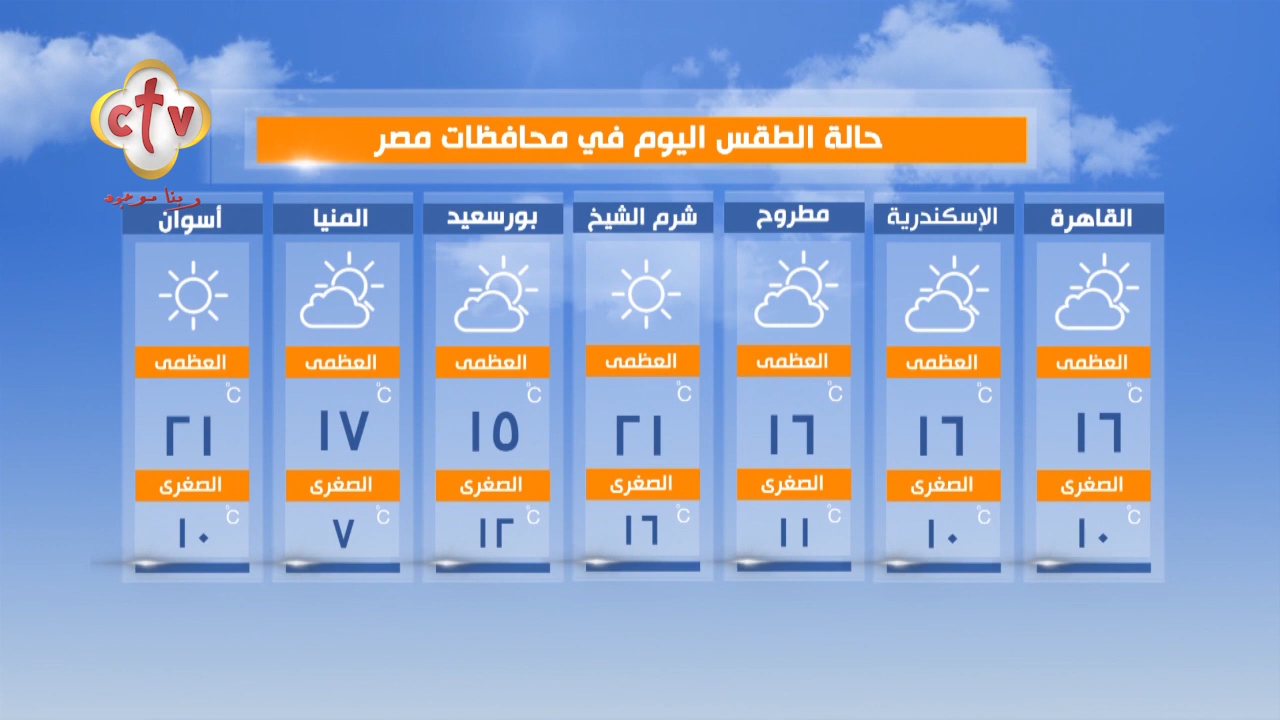 ctv
ربنا موجود
حالة الطقس اليوم في محافظات مصر
القاهرة
العظمى
°C
١٦
الصغرى
°C
١٠
الإسكندرية
العظمى
°C
١٦
الصغرى
°C
١٠
مطروح
العظمى
°C
١٦
الصغرى
°C
١١
شرم الشيخ
العظمى
°C
٢١
الصغرى
°C
١٦
بورسعيد
العظمى
°C
١٥
الصغرى
°C
١٢
المنيا
العظمى
°C
١٧
الصغرى
°C
٧
أسوان
العظمى
°C
٢١
الصغرى
°C
١٠